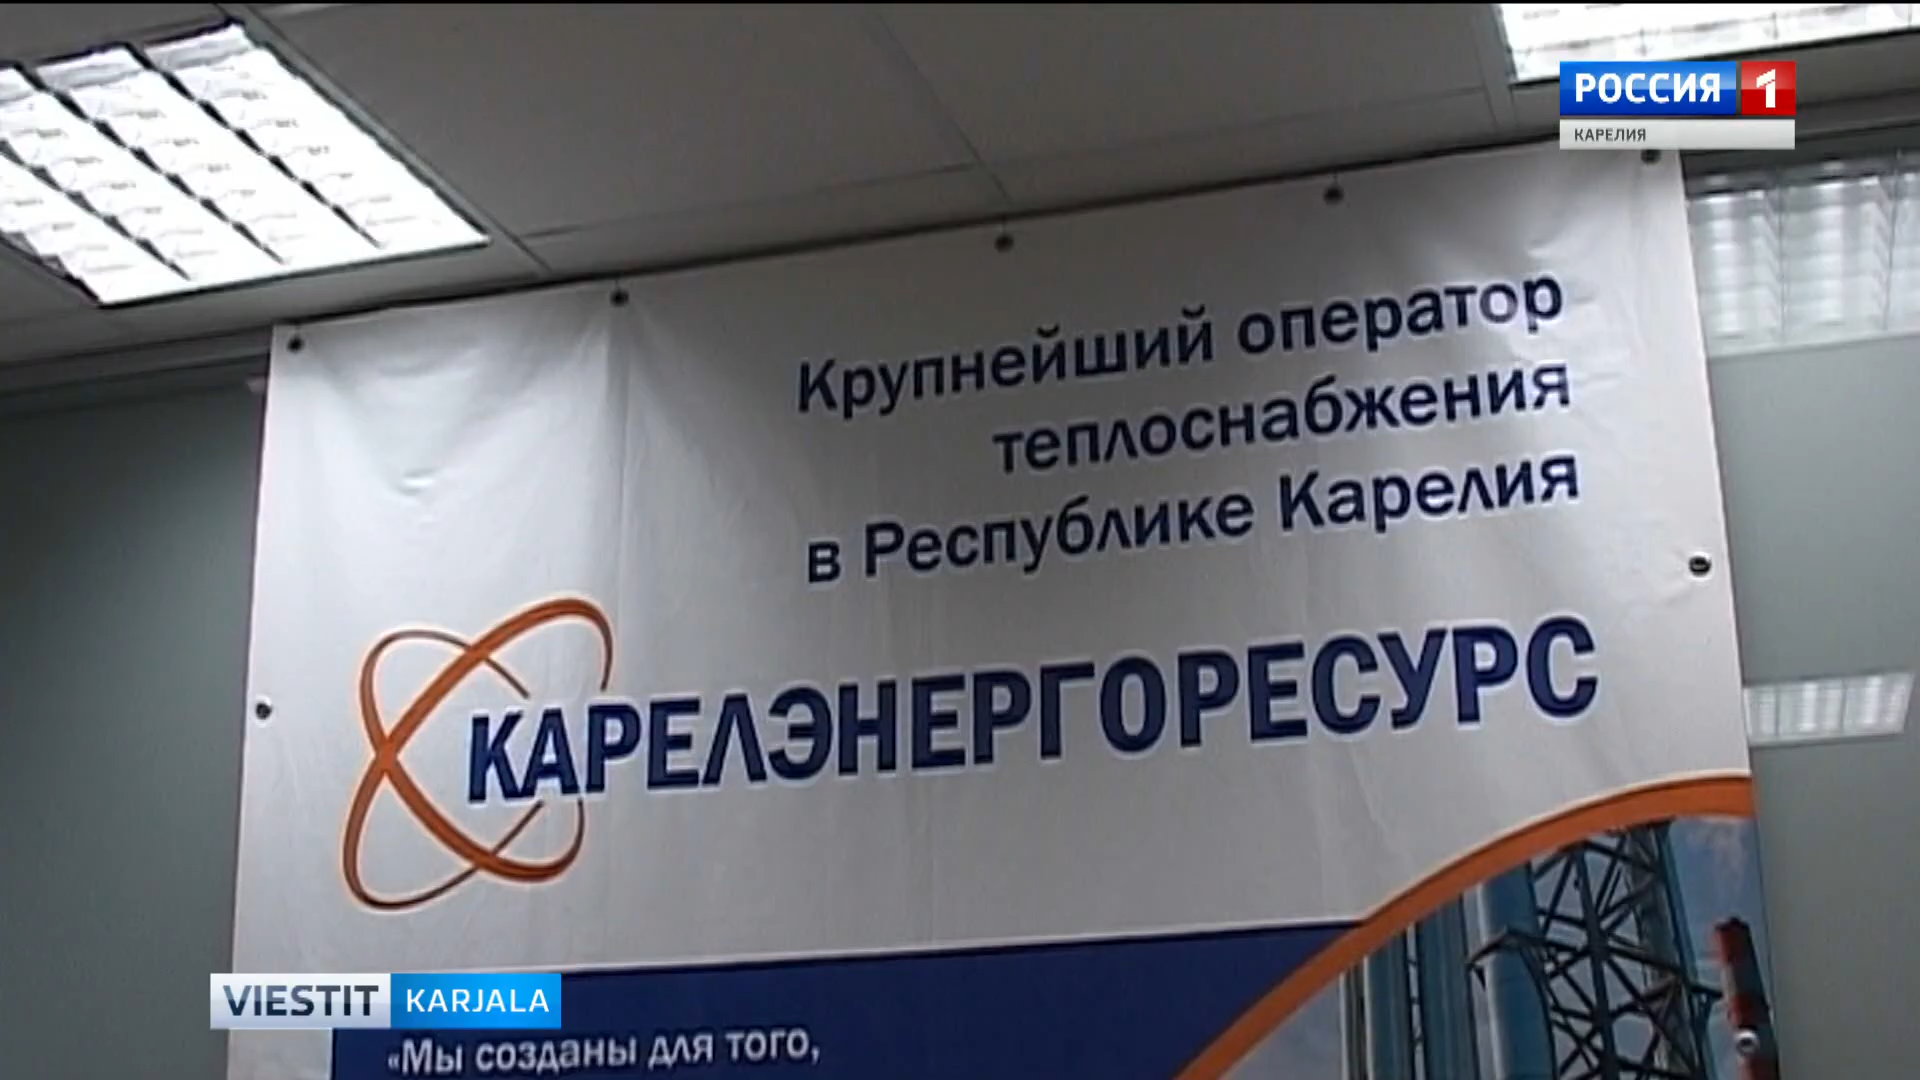 РОССИЯ 1
КАРЕЛИЯ
Крупнейший оператор
теплоснабжения
в Республике Карелия
КАРЕЛЭНЕРГОРЕСУРС
VIESTIT KARJALA
«Мы созданы для того,